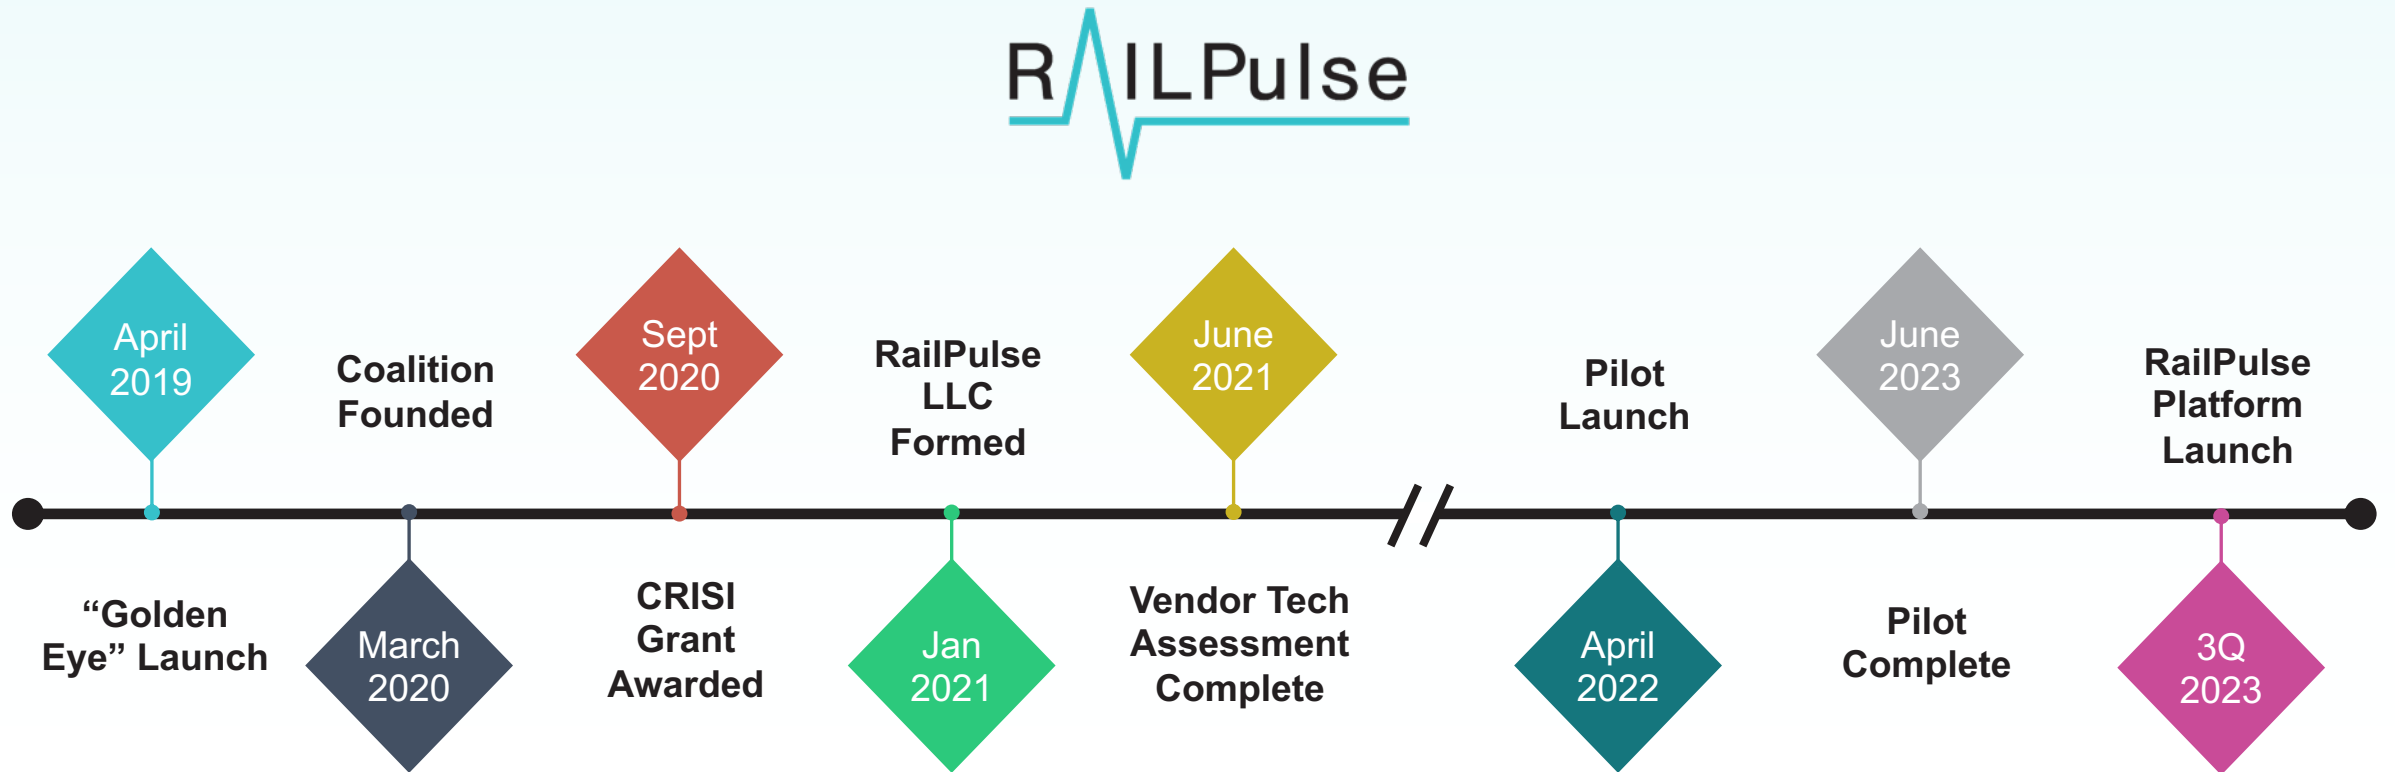 RAILPulse
April
2019
“Golden
Eye” Launch
Coalition
Founded
March
2020
Sept
2020
CRISI
Grant
Awarded
RailPulse
LLC
Formed
Jan
2021
June
2021
Vendor Tech
Assessment
Complete
Pilot
Launch
April
2022
June
2023
Pilot
Complete
RailPulse
Platform
Launch
3Q
2023